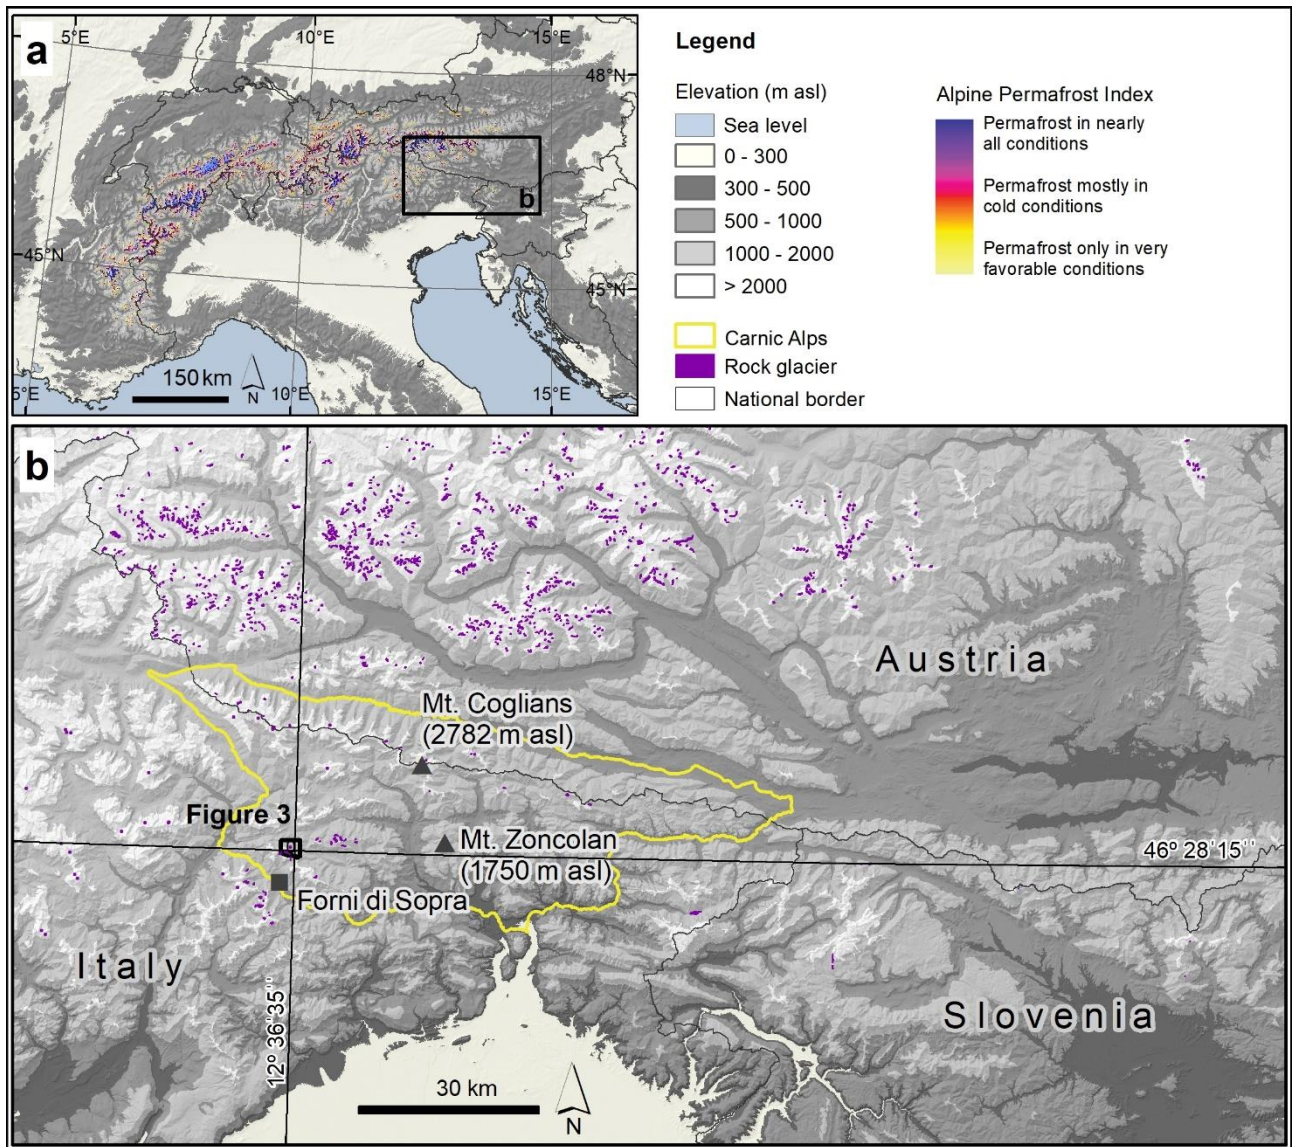 a
5°E
10°E
15°E
48°N
b
45°N
45°N
150 km
N
5°E
10°E
15°E
Legend
Elevation (m asl)
Sea level
0 - 300
300 - 500
500 - 1000
1000 - 2000
> 2000
Carnic Alps
Rock glacier
National border
Alpine Permafrost Index
Permafrost in nearly
all conditions
Permafrost mostly in
cold conditions
Permafrost only in very
favorable conditions
b
Austria
Mt. Coglians
(2782 m asl)
Figure 3
Mt. Zoncolan
(1750 m asl)
46° 28'15''
Forni di Sopra
Italy
12° 36'35''
Slovenia
30 km
N